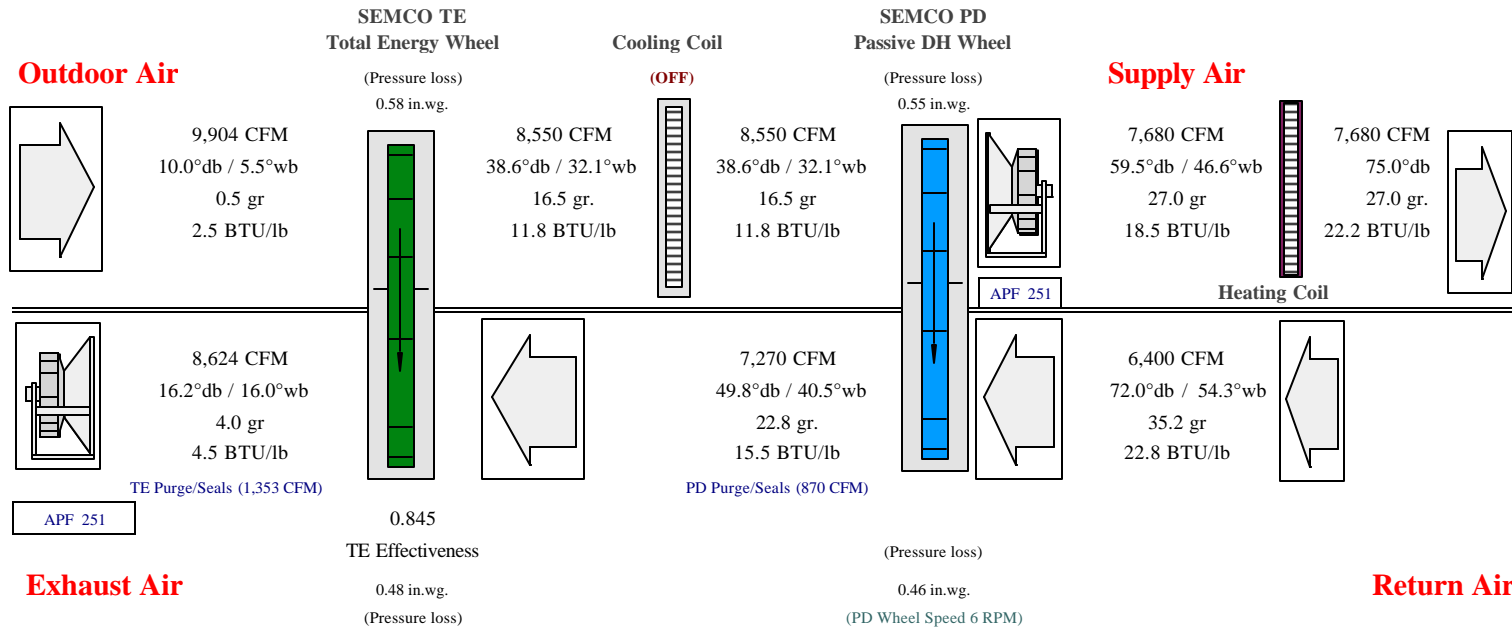 SEMCO TE
Total Energy Wheel
Cooling Coil
SEMCO PD
Passive DH Wheel
Outdoor Air
(Pressure loss)
0.58 in.wg.
(OFF)
(Pressure loss)
0.55 in.wg.
Supply Air
9,904 CFM
10.0°db / 5.5°wb
0.5 gr
2.5 BTU/lb
8,550 CFM
38.6°db / 32.1°wb
16.5 gr.
11.8 BTU/lb
8,550 CFM
38.6°db / 32.1°wb
16.5 gr
11.8 BTU/lb
7,680 CFM
59.5°db / 46.6°wb
27.0 gr
18.5 BTU/lb
7,680 CFM
75.0°db
27.0 gr.
22.2 BTU/lb
APF 251
Heating Coil
8,624 CFM
16.2°db / 16.0°wb
4.0 gr
4.5 BTU/lb
TE Purge/Seals (1,353 CFM)
7,270 CFM
49.8°db / 40.5°wb
22.8 gr.
15.5 BTU/lb
PD Purge/Seals (870 CFM)
6,400 CFM
72.0°db / 54.3°wb
35.2 gr
22.8 BTU/lb
APF 251
0.845
TE Effectiveness
(Pressure loss)
Exhaust Air
0.48 in.wg.
(Pressure loss)
0.46 in.wg.
(PD Wheel Speed 6 RPM)
Return Air